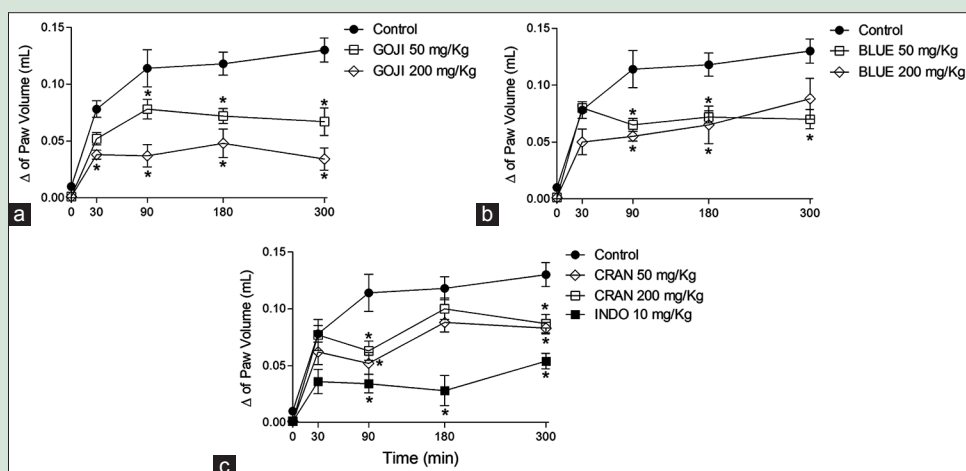 0.15
0.10
0.05
0.00
Δ of Paw Volume (mL)
Control
GOJI 50 mg/Kg
GOJI 200 mg/Kg
* * *
* * * *
0 30 90 180 300
a
0.15
0.10
0.05
0.00
Δ of Paw Volume (mL)
Control
BLUE 50 mg/Kg
BLUE 200 mg/Kg
* *
* * *
0 30 90 180 300
b
0.15
0.10
0.05
0.00
Δ of Paw Volume (mL)
Control
CRAN 50 mg/Kg
CRAN 200 mg/Kg
INDO 10 mg/Kg
* *
* *
* * *
0 30 90 180 300
Time (min)
c